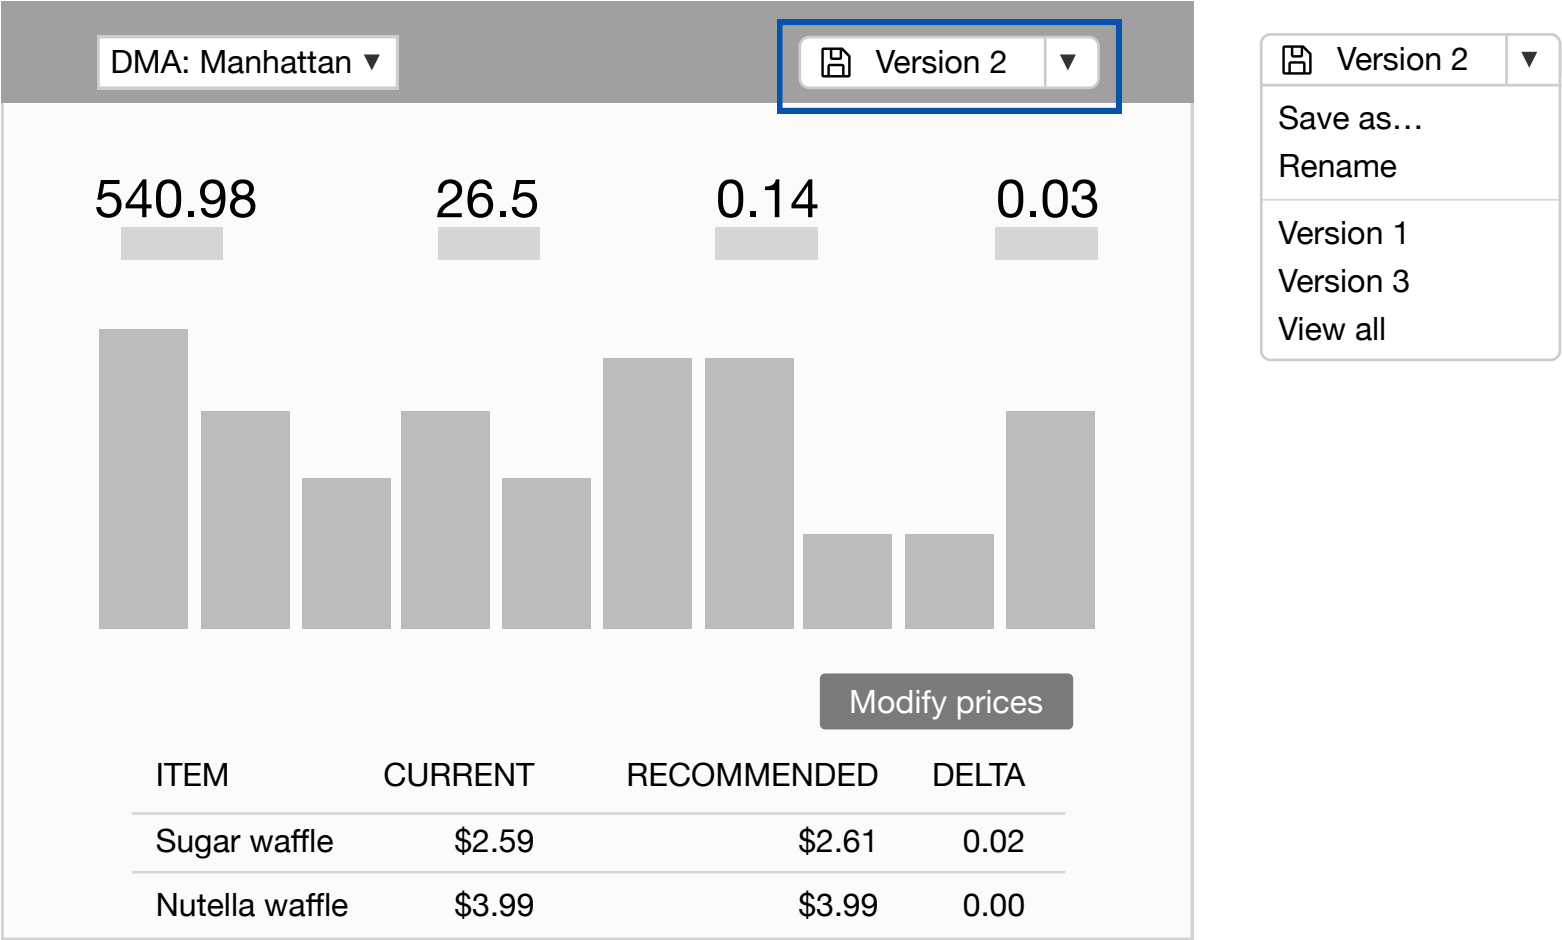 DMA: Manhattan ▼
Version 2 ▼
540.98 26.5 0.14 0.03
Modify prices
ITEM CURRENT RECOMMENDED DELTA
Sugar waffle $2.59 $2.61 0.02
Nutella waffle $3.99 $3.99 0.00
Version 2 ▼
Save as…
Rename
Version 1
Version 3
View all